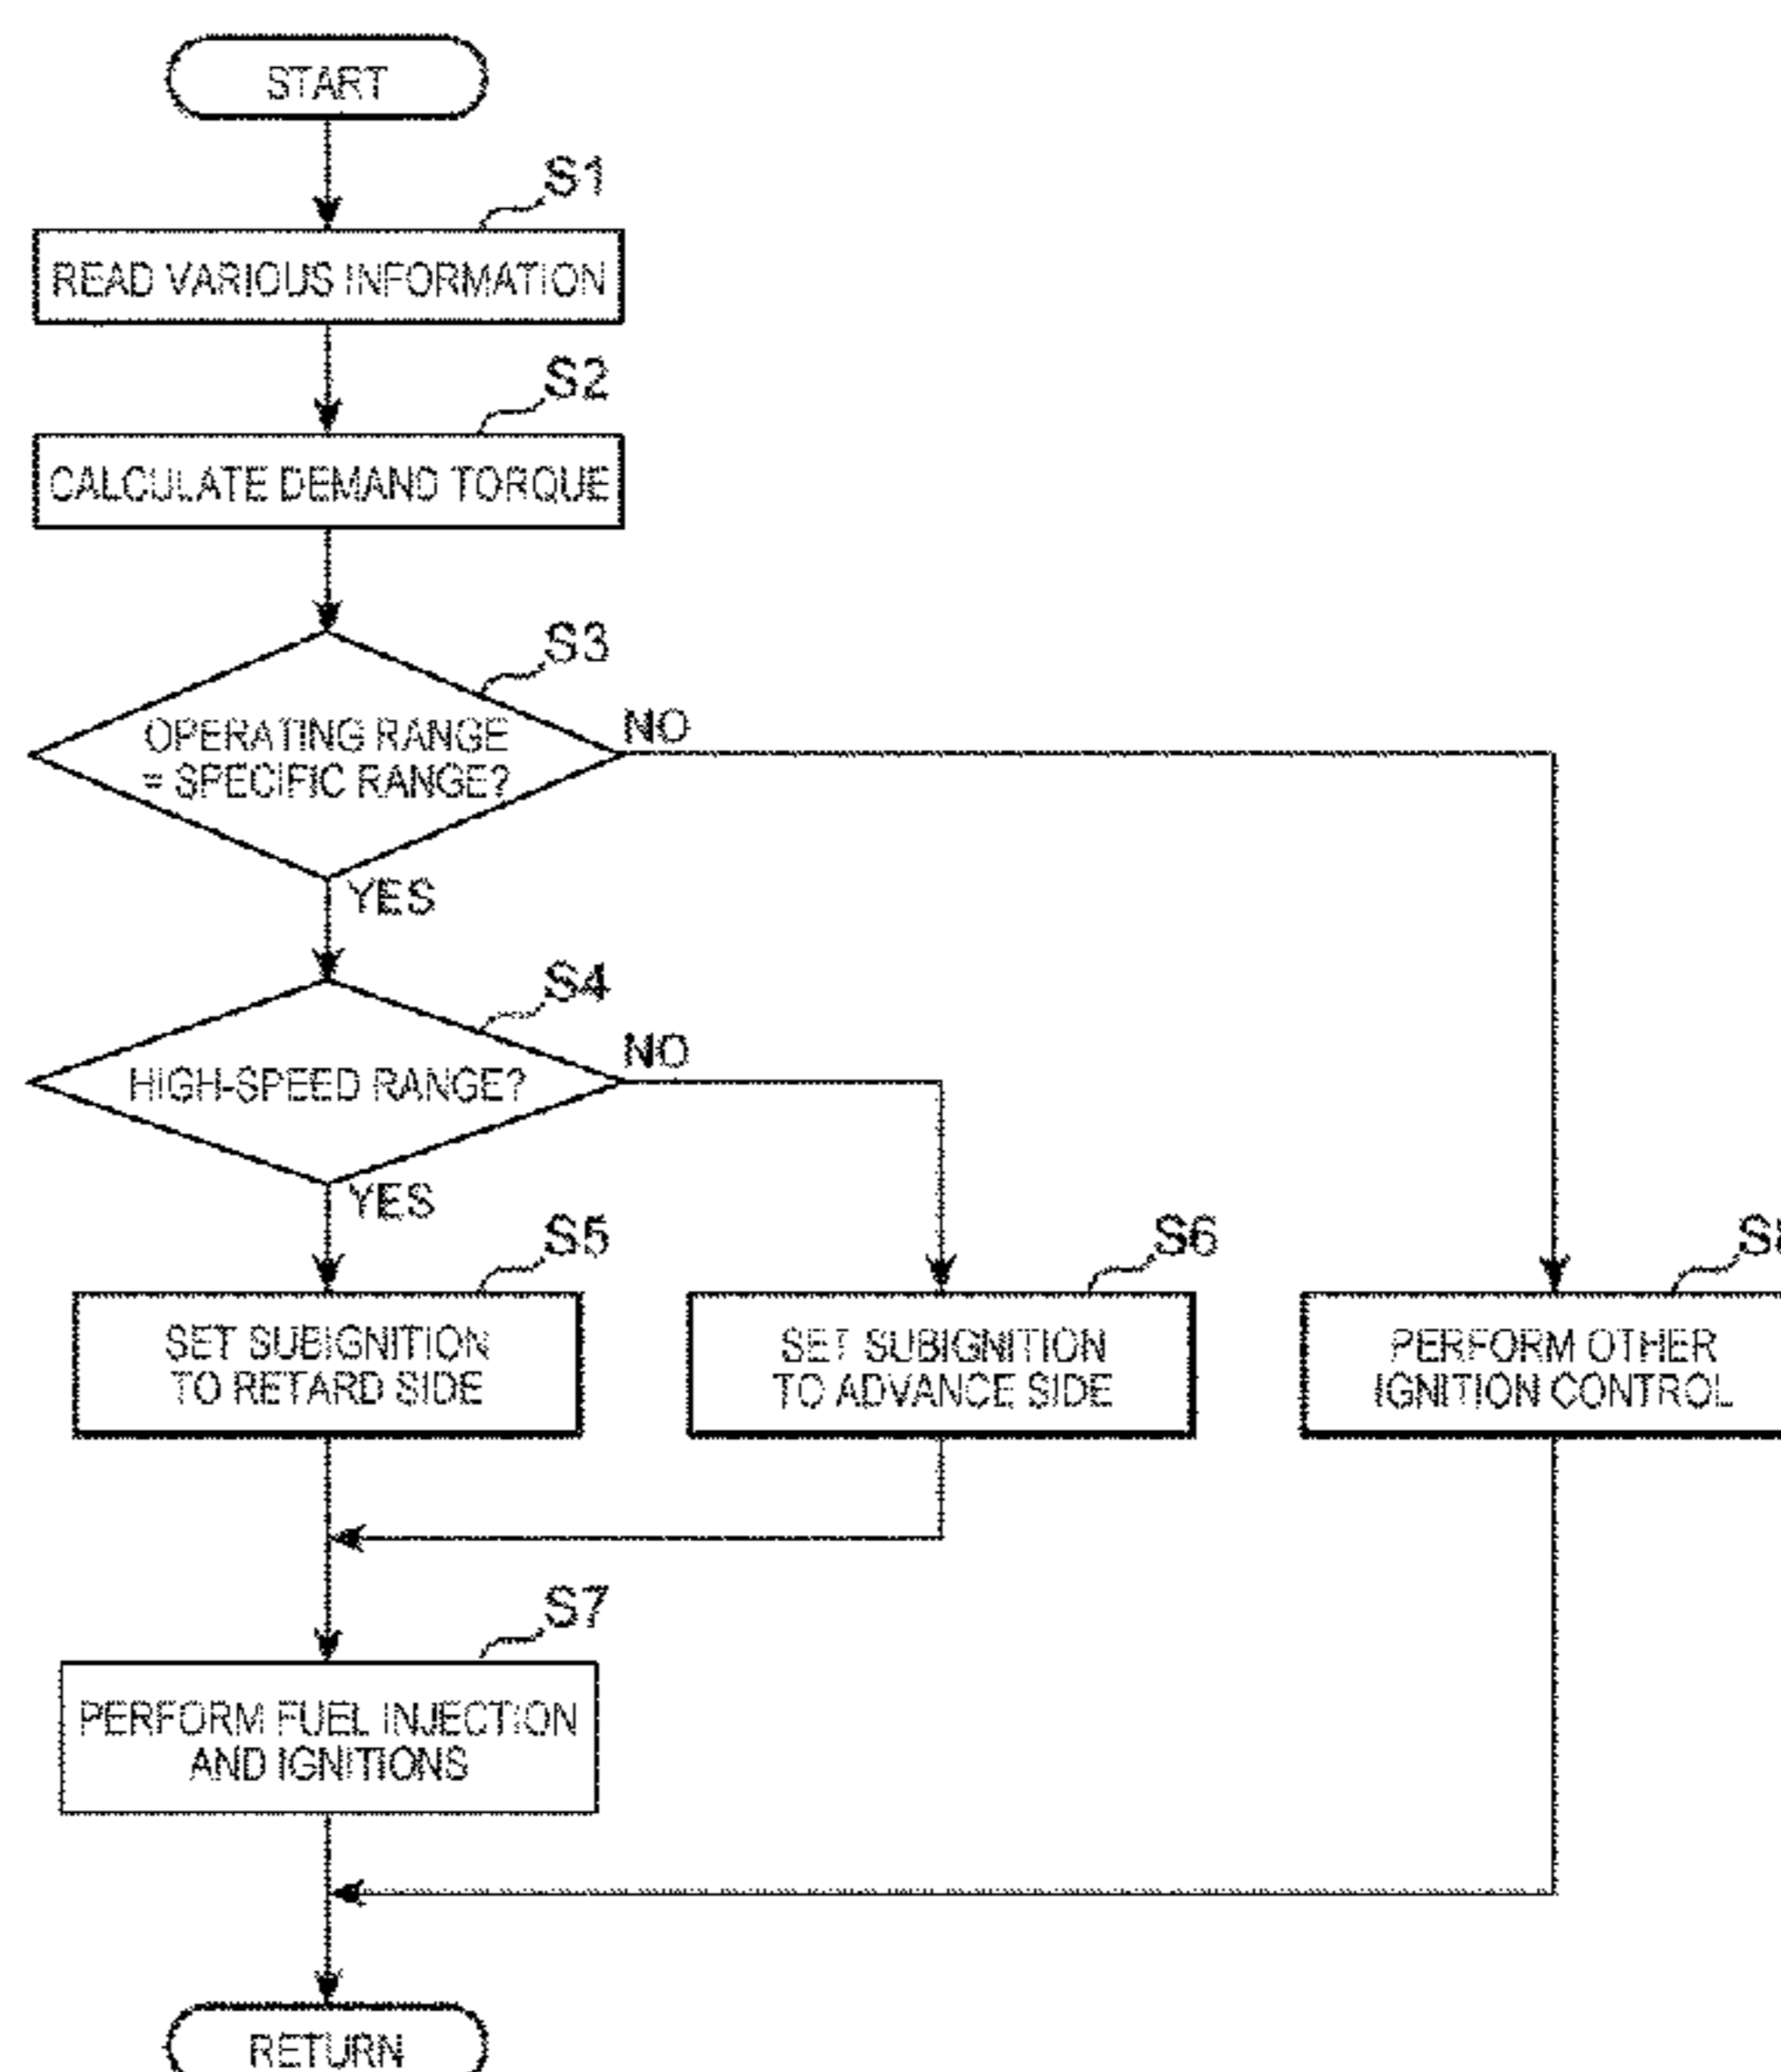 START
S1
READ VARIOUS INFORMATION
S2
CALCULATE DEMAND TORQUE
S3
OPERATING RANGE
= SPECIFIC RANGE?
NO
YES
S4
HIGH-SPEED RANGE?
NO
YES
S5
SET SUBIGNITION
TO RETARD SIDE
S6
SET SUBIGNITION
TO ADVANCE SIDE
PERFORM OTHER
IGNITION CONTROL
S7
PERFORM FUEL INJECTION
AND IGNITIONS
RETURN